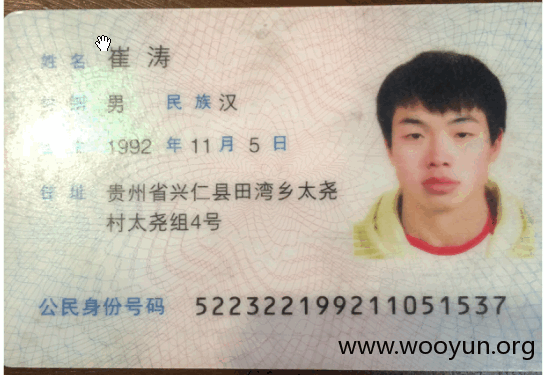 姓 名 崔 涛
性 别 男 民 族 汉
1992 年 11 月 5 日
住 址 贵州省兴仁县田湾乡太尧
村太尧组4号
公民身份号码 522322199211051537
www.wooyun.org